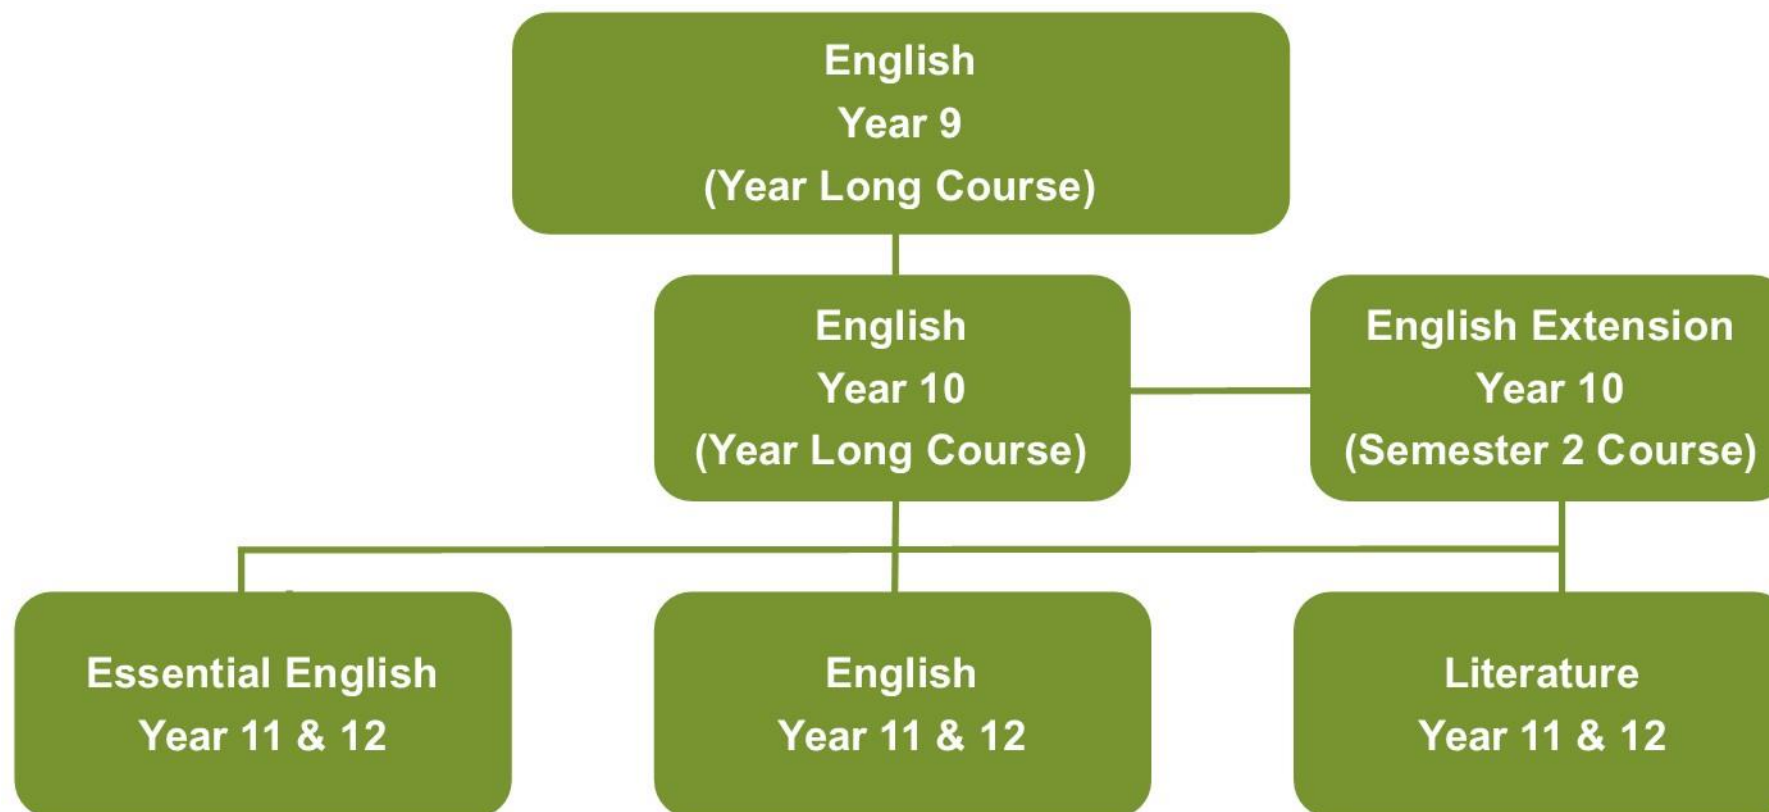 English
Year 9
(Year Long Course)
English
Year 10
(Year Long Course)
English Extension
Year 10
(Semester 2 Course)
Essential English
Year 11 & 12
English
Year 11 & 12
Literature
Year 11 & 12